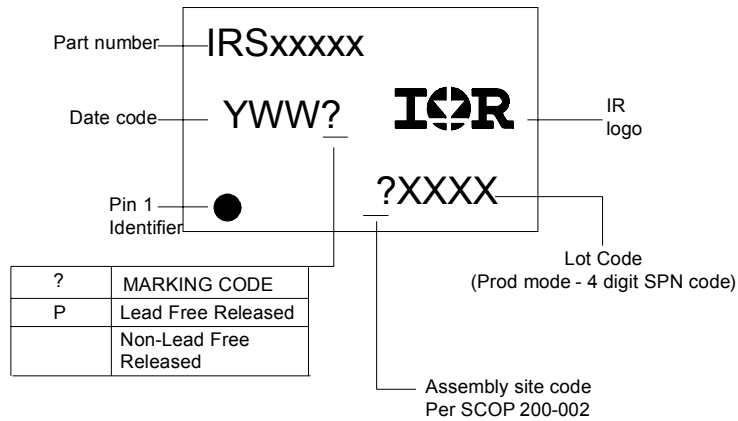 Part number
IRSxxxxx
Date code
YWW?
IOR
IR
logo
Pin 1
Identifier
?XXXX
Lot Code
(Prod mode - 4 digit SPN code)
? MARKING CODE
P Lead Free Released
Non-Lead Free
Released
Assembly site code
Per SCOP 200-002